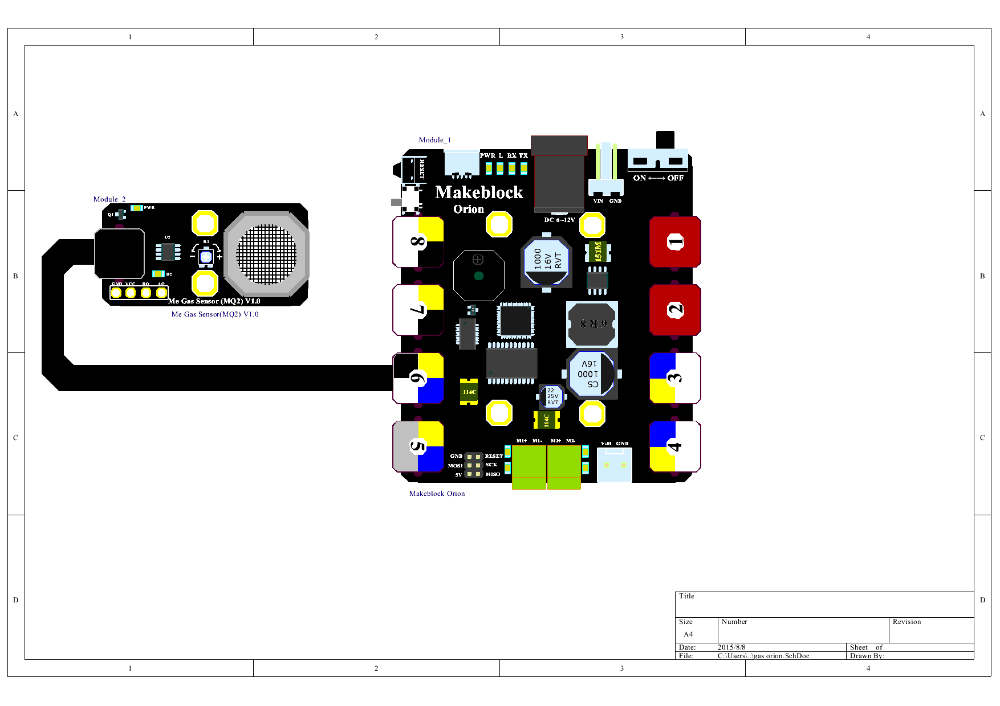 1 2 3 4
A A
Module_1
PWR L RX TX
RESET
ON OFF
Makeblock
VIN GND
Orion
DC 6~12V
Module_2
Q1 PWR
U2
R3
- +
D2
GND VCC DO AO
Me Gas Sensor (MQ2) V1.0
Me Gas Sensor(MQ2) V1.0
B B
8
1000
16V
RVT
151M
1
7
2
6R8
6
1000
16V
CS
3
114C
22
25V
RVT
114C
5
4
C C
M1+ M1- M2+ M2-
V-M GND
GND RESET
MOSI SCK
5V MISO
Makeblock Orion
D D
Title
Size Number Revision
A4
Date: 2015/8/8 Sheet of
File: C:\Users\..\gas orion.SchDoc Drawn By:
1 2 3 4